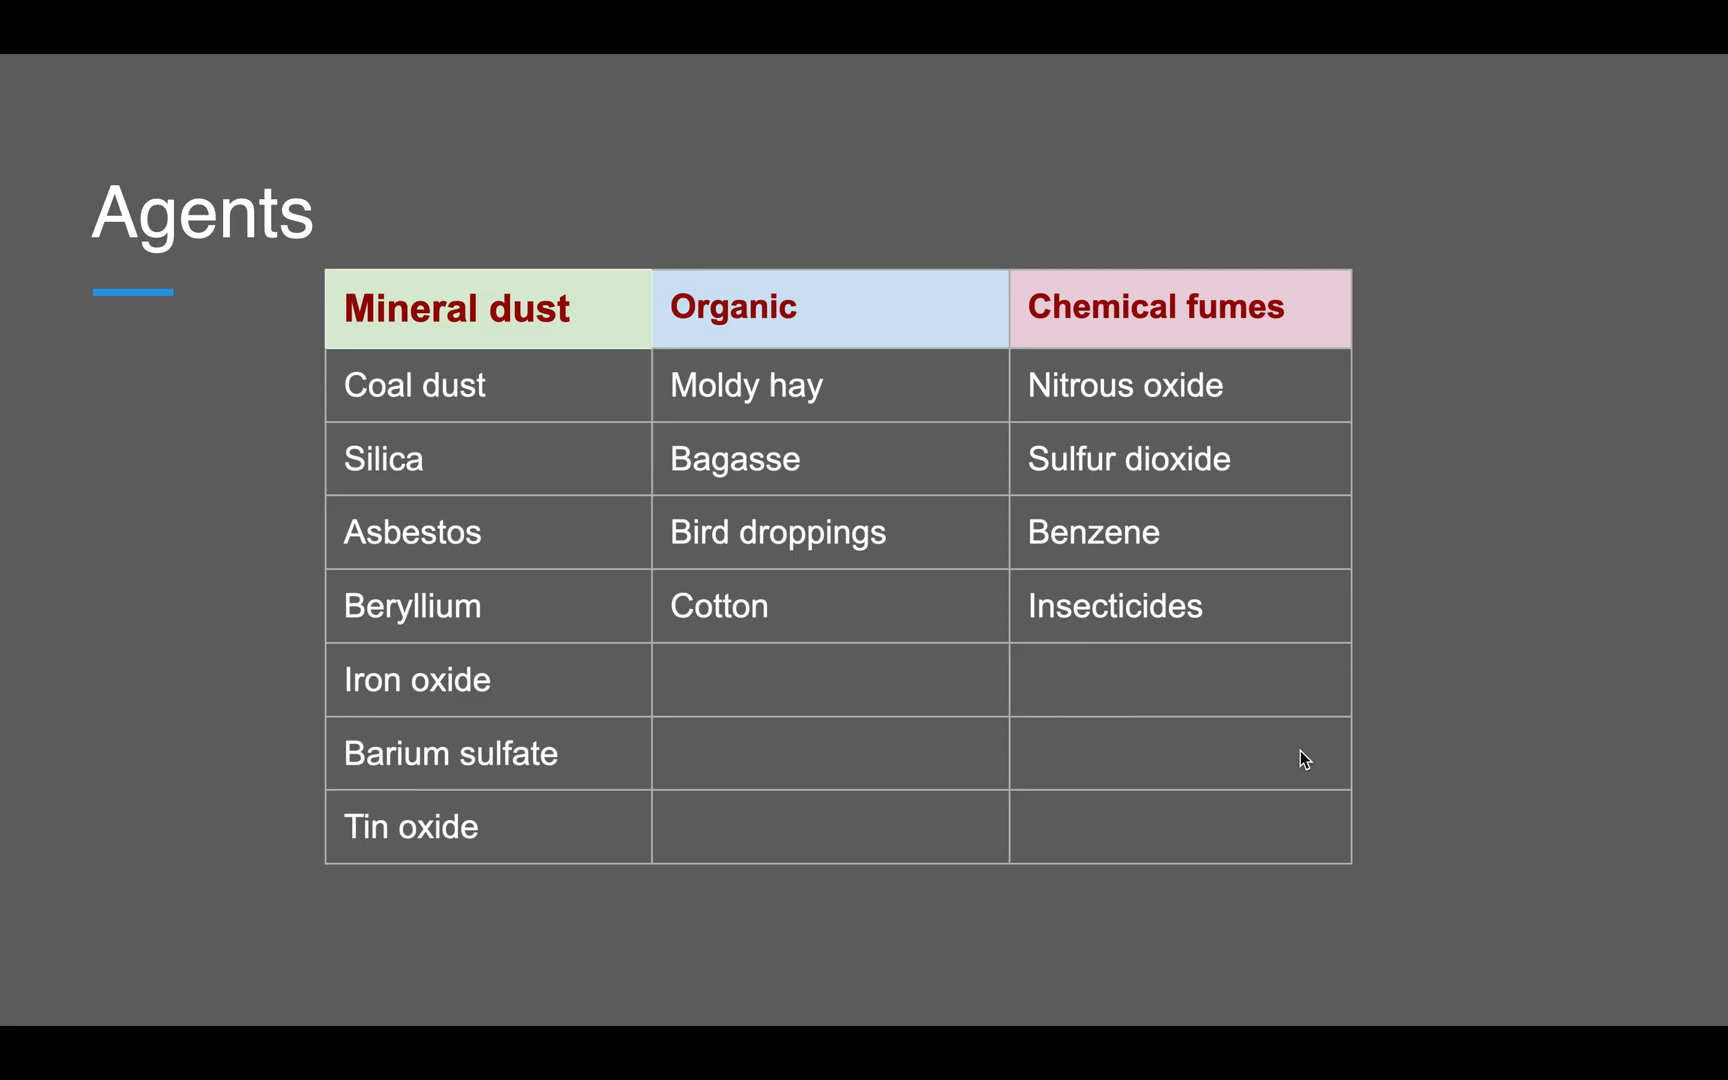 Agents
Mineral dust Organic Chemical fumes
Coal dust Moldy hay Nitrous oxide
Silica Bagasse Sulfur dioxide
Asbestos Bird droppings Benzene
Beryllium Cotton Insecticides
Iron oxide
Barium sulfate
Tin oxide